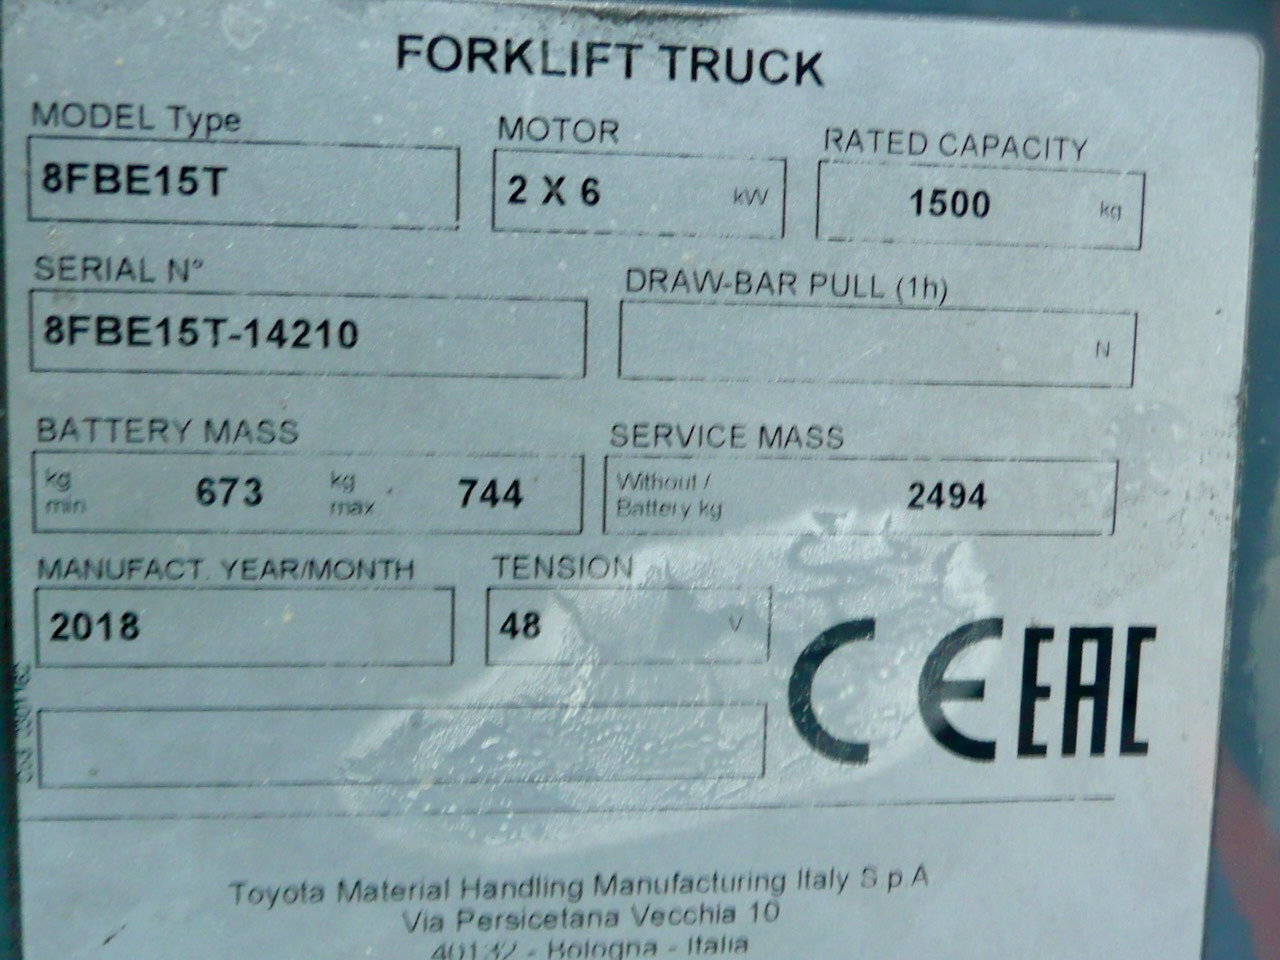 FORKLIFT TRUCK
MODEL Type
MOTOR
RATED CAPACITY
8FBE15T
2 X 6 kW
1500 kg
SERIAL N°
DRAW-BAR PULL (1h)
8FBE15T-14210
N
BATTERY MASS
SERVICE MASS
kg min 673 kg max 744
Without / Battery kg 2494
MANUFACT. YEAR/MONTH
TENSION
2018
48 V
CE EAC
Toyota Material Handling Manufacturing Italy S.p.A
Via Persicetana Vecchia 10
40132 - Bologna - Italia